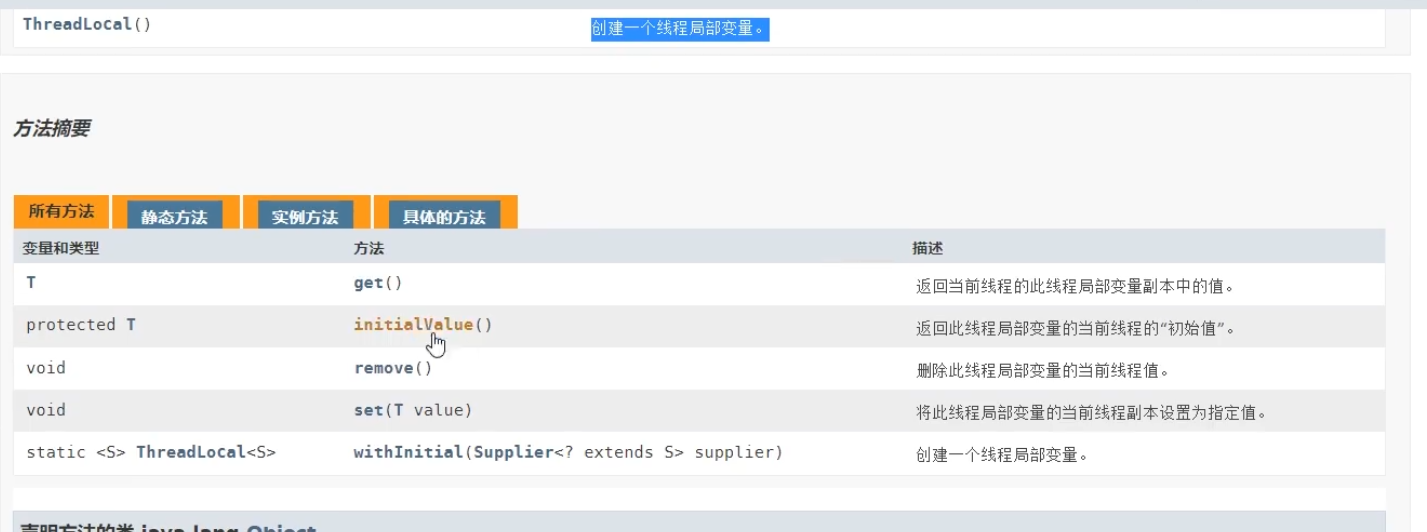 ThreadLocal() 创建一个线程局部变量。
方法摘要
所有方法 静态方法 实例方法 具体的方法
变量和类型 方法 描述
T get() 返回当前线程的此线程局部变量副本中的值。
protected T initialValue() 返回此线程局部变量的当前线程的“初始值”。
void remove() 删除此线程局部变量的当前线程值。
void set(T value) 将此线程局部变量的当前线程副本设置为指定值。
static <S> ThreadLocal<S> withInitial(Supplier<? extends S> supplier) 创建一个线程局部变量。
声明方法的类 java.lang.Object